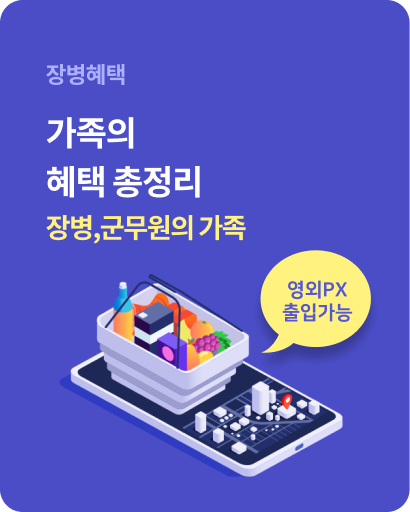 장병혜택
가족의
혜택 총정리
장병,군무원의 가족
영외PX
출입가능